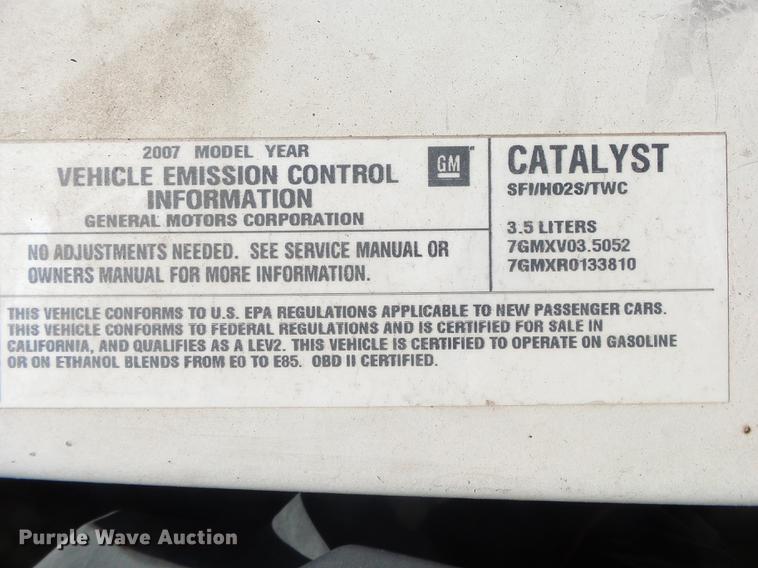 2007 MODEL YEAR
VEHICLE EMISSION CONTROL
INFORMATION
GENERAL MOTORS CORPORATION
GM
NO ADJUSTMENTS NEEDED. SEE SERVICE MANUAL OR
OWNERS MANUAL FOR MORE INFORMATION.
CATALYST
SFI/HO2S/TWC
3.5 LITERS
7GMXV03.5052
7GMXR0133810
THIS VEHICLE CONFORMS TO U.S. EPA REGULATIONS APPLICABLE TO NEW PASSENGER CARS.
THIS VEHICLE CONFORMS TO FEDERAL REGULATIONS AND IS CERTIFIED FOR SALE IN
CALIFORNIA, AND QUALIFIES AS A LEV2. THIS VEHICLE IS CERTIFIED TO OPERATE ON GASOLINE
OR ON ETHANOL BLENDS FROM E0 TO E85. OBD II CERTIFIED.
Purple Wave Auction